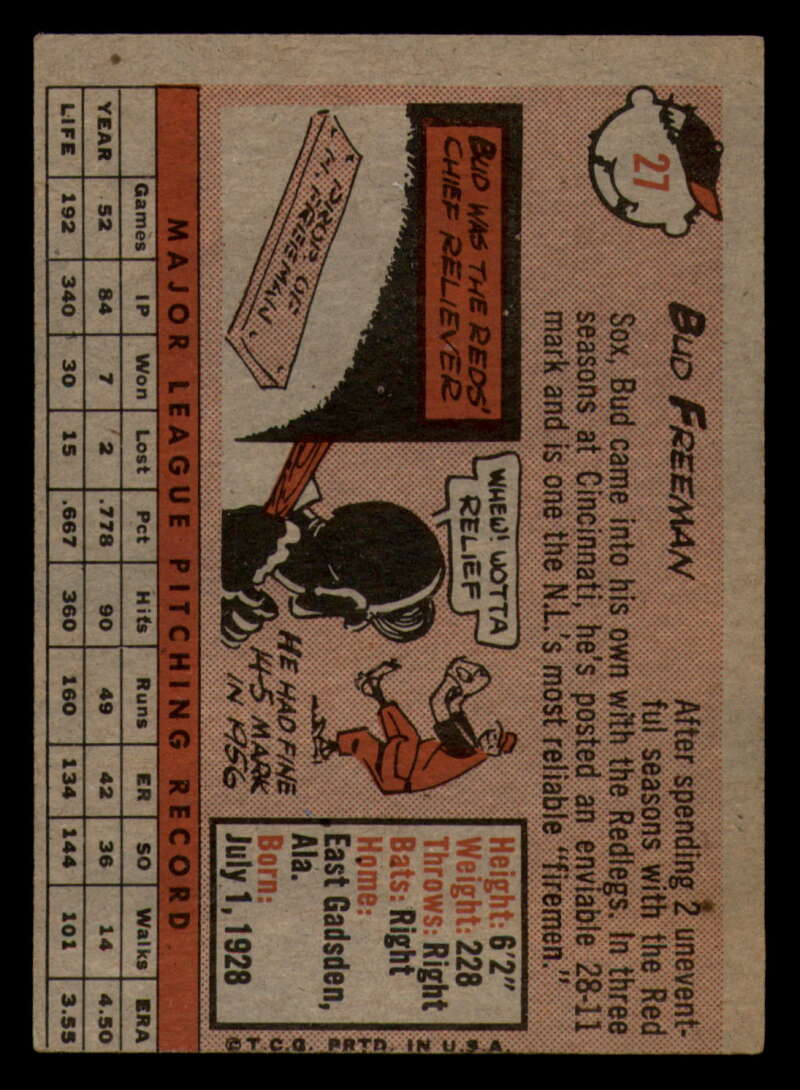 27
BUD FREEMAN
After spending 2 unevent-
ful seasons with the Red
Sox, Bud came into his own with the Redlegs. In three
seasons at Cincinnati, he's posted an enviable 28-11
mark and is one the N.L.'s most reliable "firemen."
BUD WAS THE REDS'
CHIEF RELIEVER
PROP. OF
N. FREEMAN
WHEW! WOTTA
RELIEF
HE HAD FINE
14-5 MARK
IN 1956
Height: 6'2"
Weight: 228
Throws: Right
Bats: Right
Home:
East Gadsden,
Ala.
Born:
July 1, 1928
©T.C.G. PRTD. IN U.S.A.
MAJOR LEAGUE PITCHING RECORD
Games IP Won Lost Pct Hits Runs ER SO Walks ERA
YEAR 52 84 7 2 .778 90 49 42 36 14 4.50
LIFE 192 340 30 15 .667 360 160 134 144 101 3.55